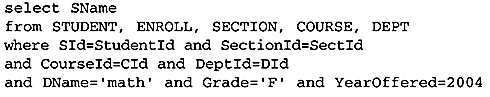 select SName
from STUDENT, ENROLL, SECTION, COURSE, DEPT
where SId=StudentId and SectionId=SectId
and CourseId=CId and DeptId=DId
and DName='math' and Grade='F' and YearOffered=2004